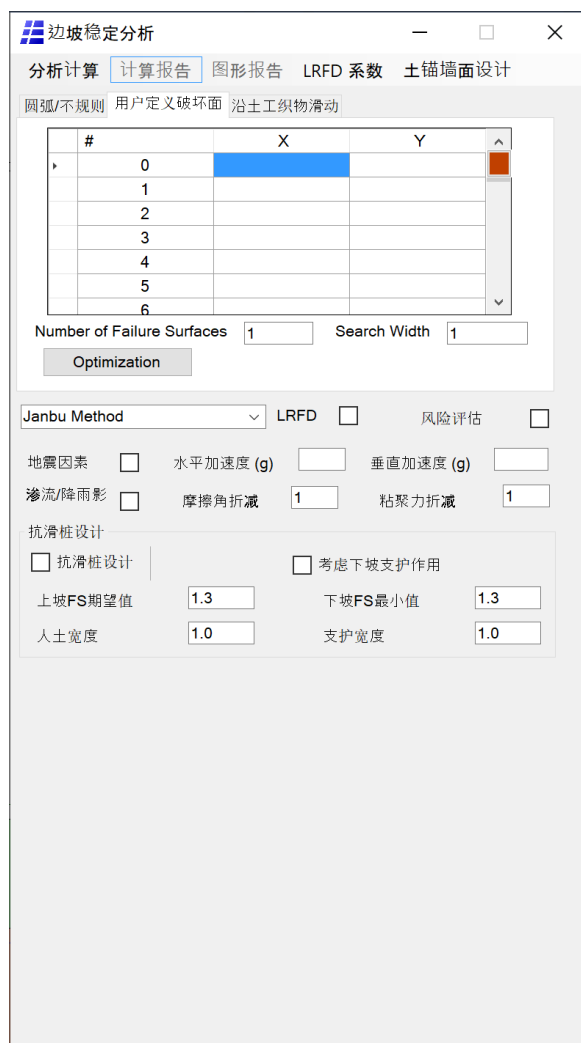 边坡稳定分析
分析计算 计算报告 图形报告 LRFD 系数 土锚墙面设计
圆弧/不规则 用户定义破坏面 沿土工织物滑动
# X Y
0
1
2
3
4
5
6
Number of Failure Surfaces 1 Search Width 1
Optimization
Janbu Method LRFD 风险评估
地震因素 水平加速度 (g) 垂直加速度 (g)
渗流/降雨影 摩擦角折减 1 粘聚力折减 1
抗滑桩设计
抗滑桩设计 考虑下坡支护作用
上坡FS期望值 1.3 下坡FS最小值 1.3
人土宽度 1.0 支护宽度 1.0